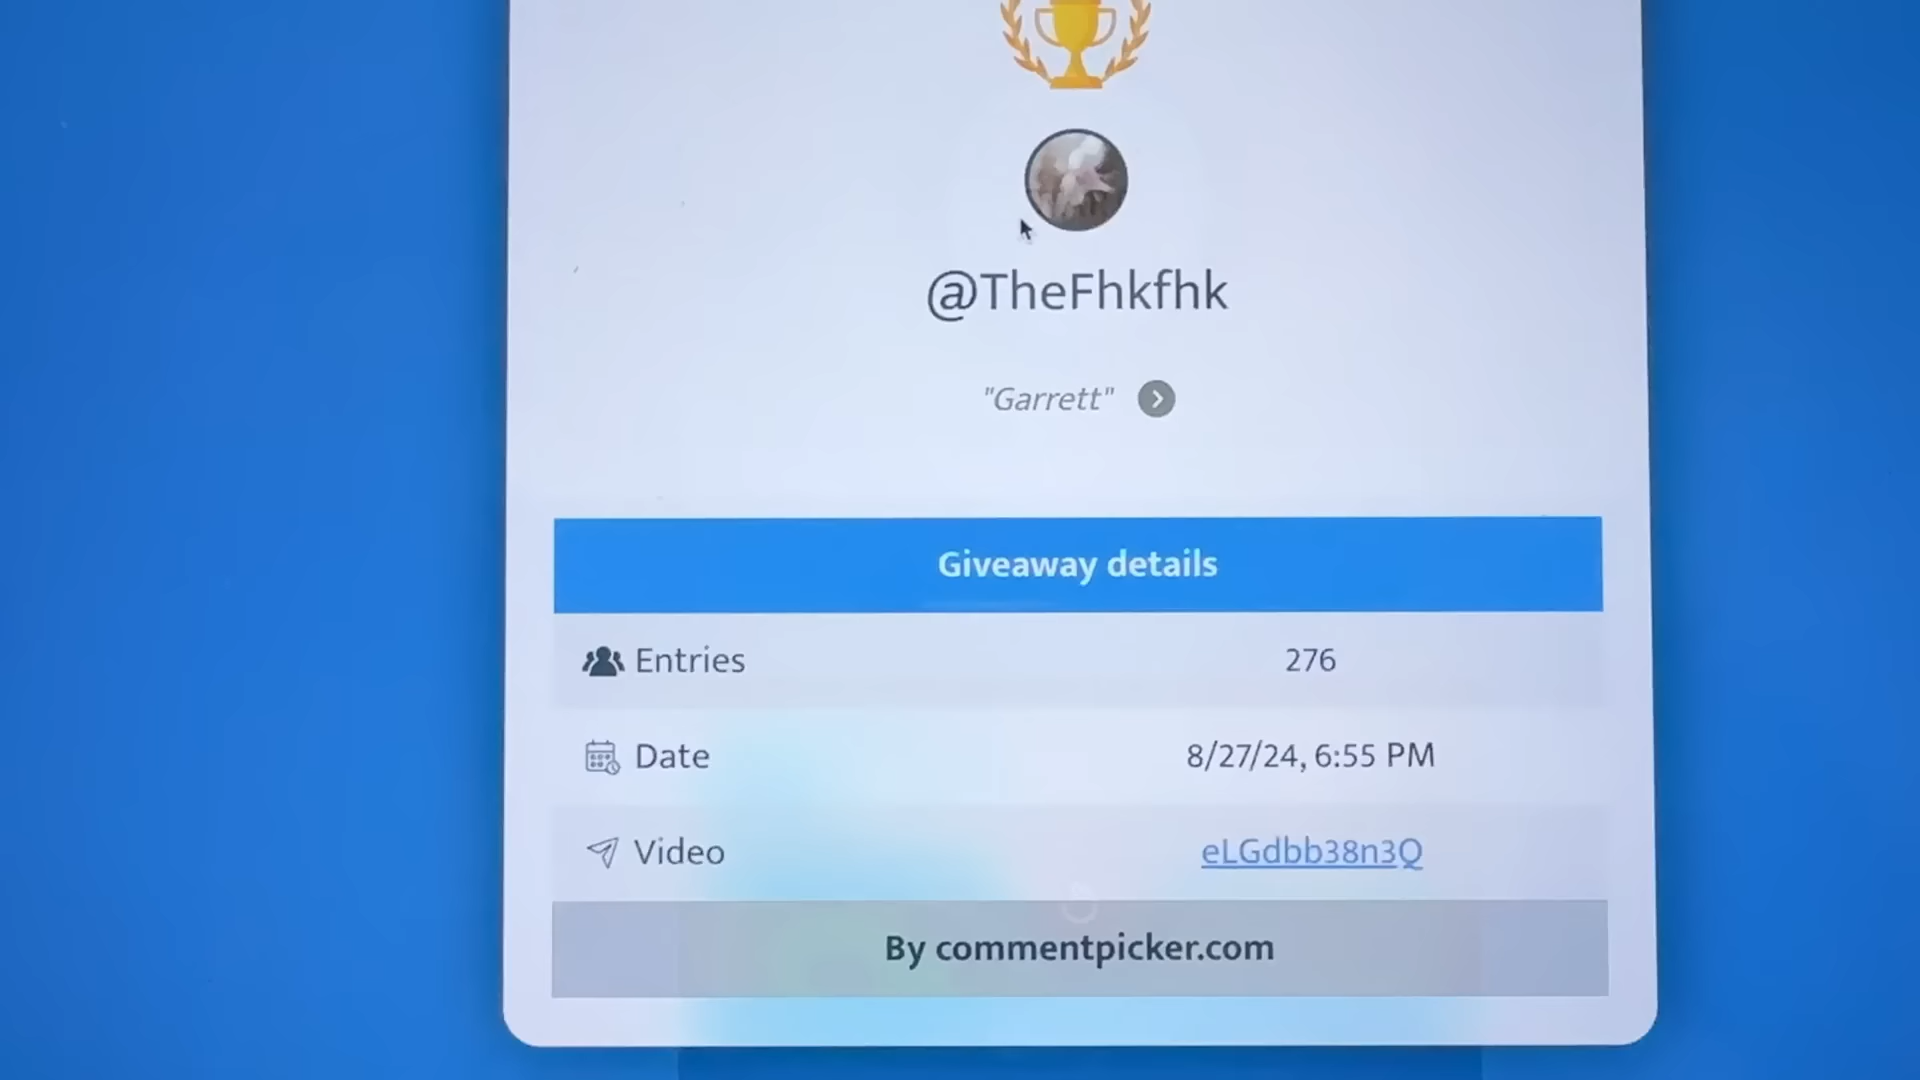 @TheFhkfhk
"Garrett"
Giveaway details
Entries 276
Date 8/27/24, 6:55 PM
Video eLGdbb38n3Q
By commentpicker.com